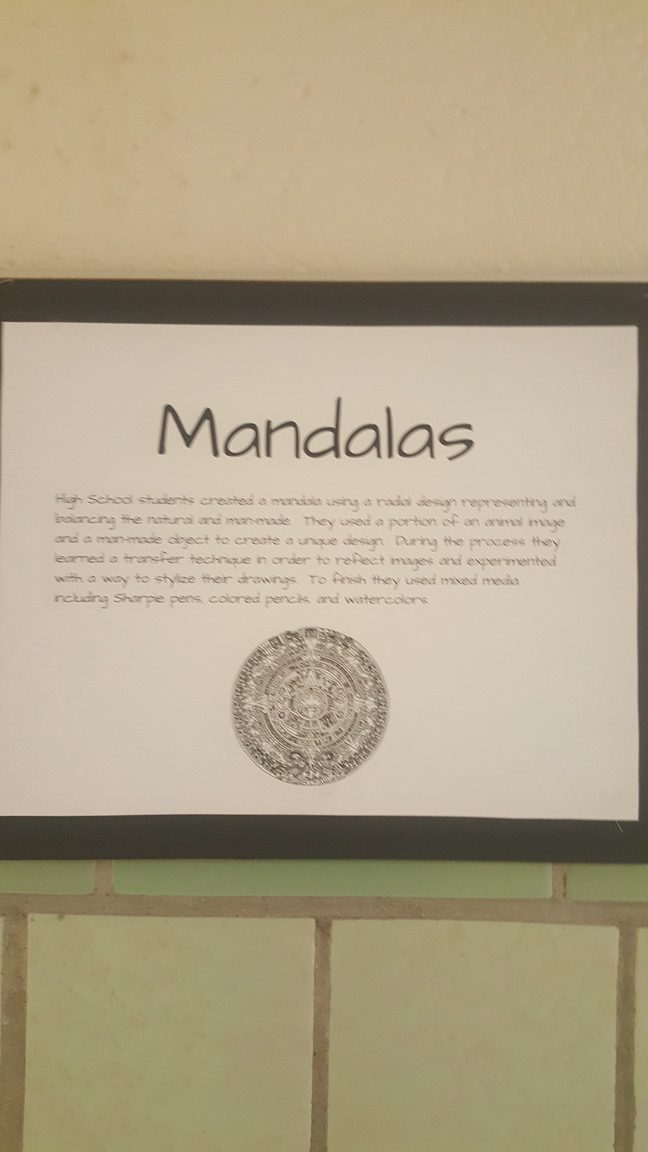 Mandalas
High School students created a mandala using a radial design representing and
balancing the natural and man-made. They used a portion of an animal image
and a man-made object to create a unique design. During the process they
learned a transfer technique in order to reflect images and experimented
with a way to stylize their drawings. To finish they used mixed media
including Sharpie pens, colored pencils, and watercolors.